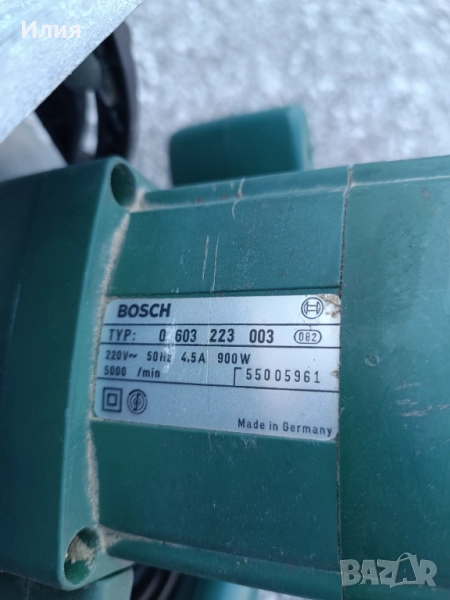 Илия
BOSCH
TYP: 0 603 223 003 082
220V~ 50Hz 4.5A 900W
5000 /min 55005961
Made in Germany
BAZAR